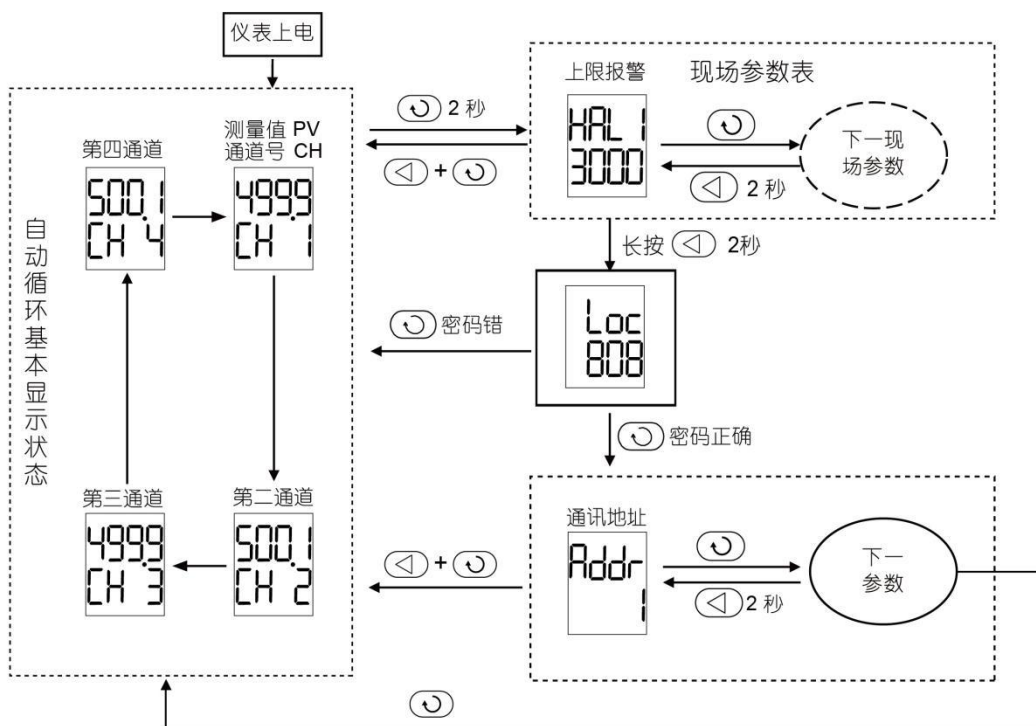 仪表上电
自动循环基本显示状态
第四通道
500.1
CH 4
测量值 PV
通道号 CH
499.9
CH 1
第三通道
499.9
CH 3
第二通道
500.1
CH 2
2 秒
+
上限报警
HAL1
3000
现场参数表
2 秒
下一现
场参数
长按 2秒
Loc
808
密码错
密码正确
+
通讯地址
Addr
1
2 秒
下一
参数